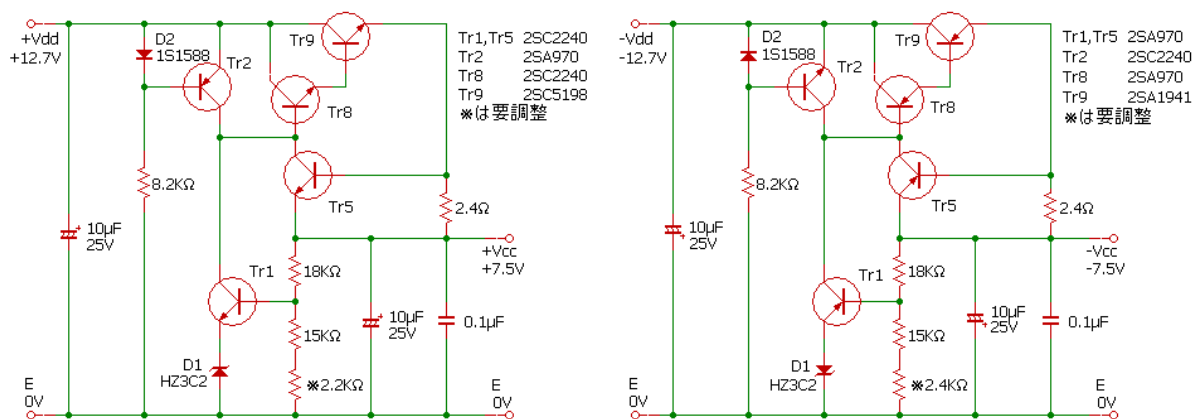 +Vdd
+12.7V
D2
1S1588
Tr2
Tr9
Tr8
Tr1,Tr5 2SC2240
Tr2 2SA970
Tr8 2SC2240
Tr9 2SC5198
※は要調整
8.2KΩ
Tr5
2.4Ω
10μF
25V
+Vcc
+7.5V
Tr1
18KΩ
15KΩ
10μF
25V
0.1μF
D1
HZ3C2
※2.2KΩ
E
0V
E
0V
-Vdd
-12.7V
D2
1S1588
Tr2
Tr9
Tr8
Tr1,Tr5 2SA970
Tr2 2SC2240
Tr8 2SA970
Tr9 2SA1941
※は要調整
8.2KΩ
Tr5
2.4Ω
10μF
25V
-Vcc
-7.5V
Tr1
18KΩ
15KΩ
10μF
25V
0.1μF
D1
HZ3C2
※2.4KΩ
E
0V
E
0V